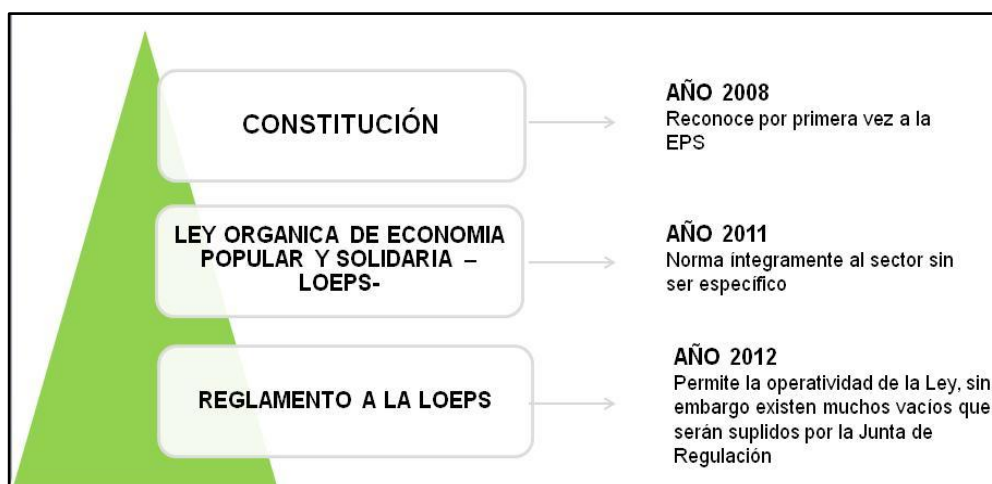 CONSTITUCIÓN
AÑO 2008
Reconoce por primera vez a la
EPS
LEY ORGANICA DE ECONOMIA
POPULAR Y SOLIDARIA –
LOEPS-
AÑO 2011
Norma íntegramente al sector sin
ser específico
REGLAMENTO A LA LOEPS
AÑO 2012
Permite la operatividad de la Ley, sin
embargo existen muchos vacíos que
serán suplidos por la Junta de
Regulación